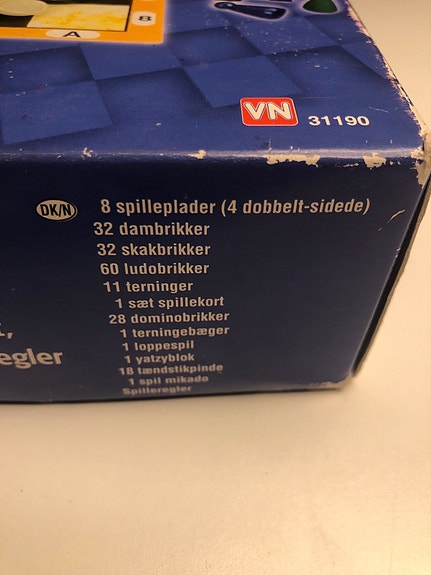 8
A
VN
31190
DK/N
8 spilleplader (4 dobbelt-sidede)
32 dambrikker
32 skakbrikker
60 ludobrikker
11 terninger
1 sæt spillekort
28 dominobrikker
1 terningebæger
1 loppespil
1 yatzyblok
18 tændstikpinde
1 spil mikado
Spilleregler
egler